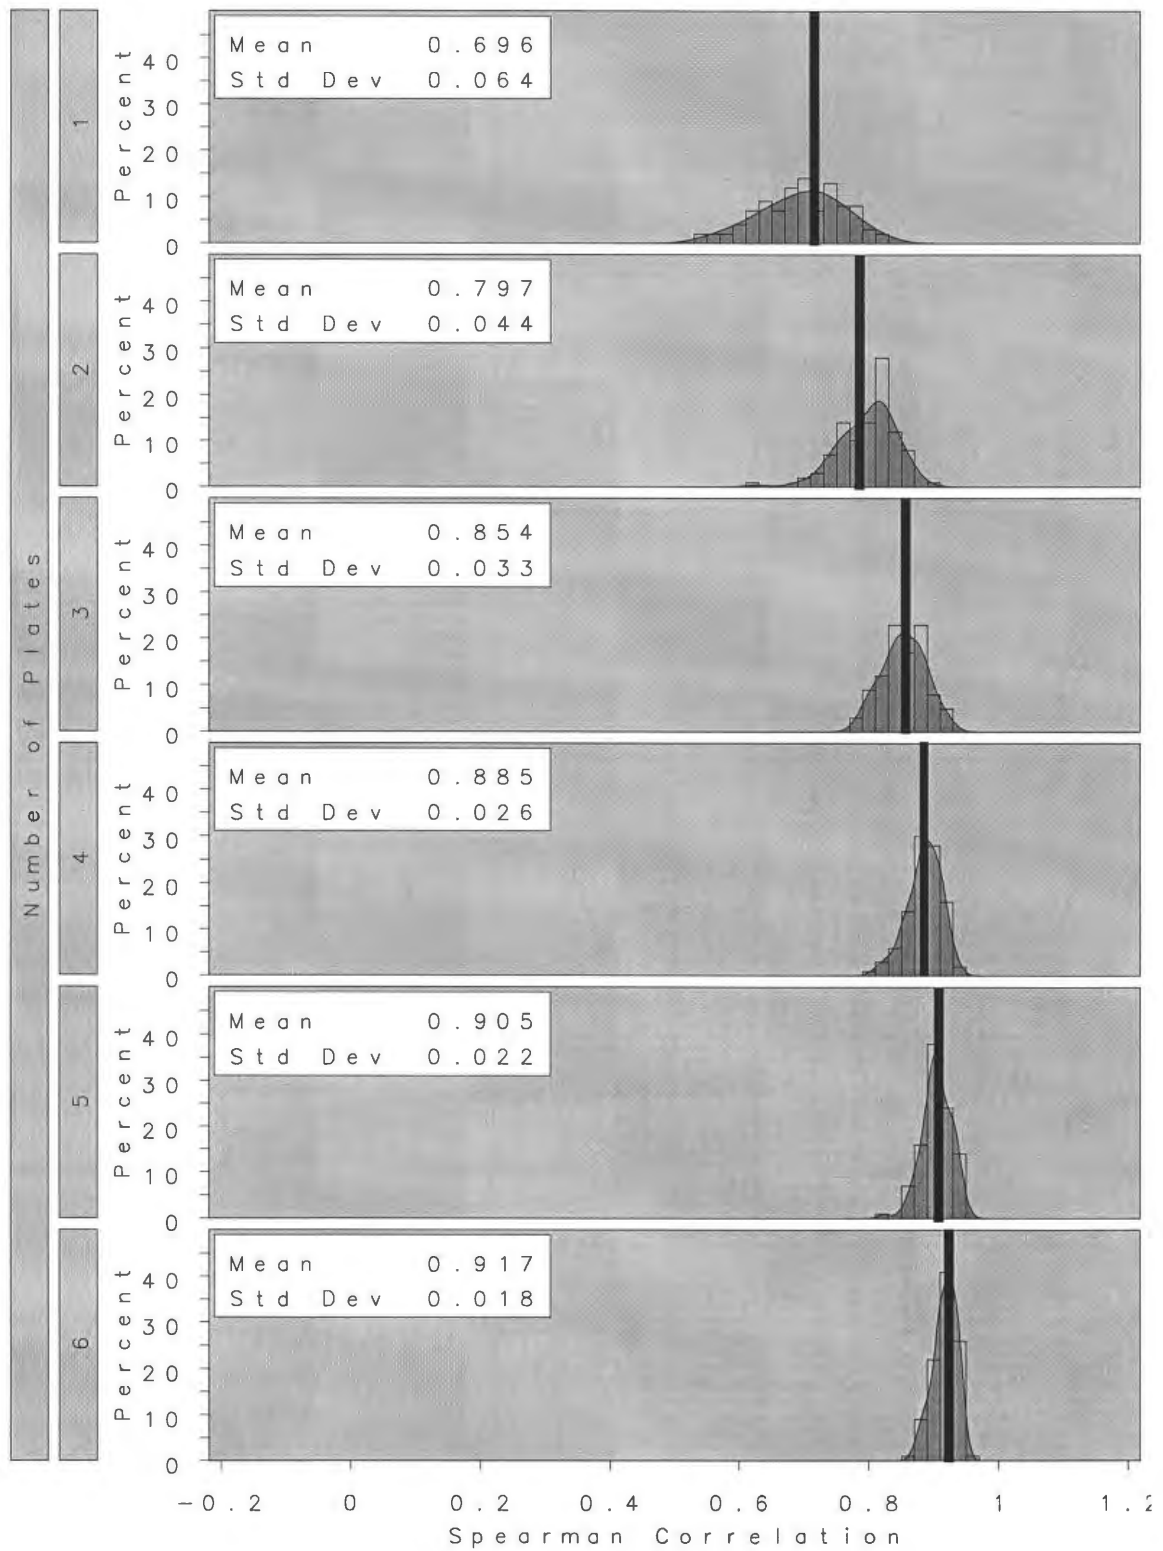 Number of Plates
1
Percent
40
30
20
10
0
Mean 0.696
Std Dev 0.064
2
Percent
40
30
20
10
0
Mean 0.797
Std Dev 0.044
3
Percent
40
30
20
10
0
Mean 0.854
Std Dev 0.033
4
Percent
40
30
20
10
0
Mean 0.885
Std Dev 0.026
5
Percent
40
30
20
10
0
Mean 0.905
Std Dev 0.022
6
Percent
40
30
20
10
0
Mean 0.917
Std Dev 0.018
-0.2 0 0.2 0.4 0.6 0.8 1 1.2
Spearman Correlation